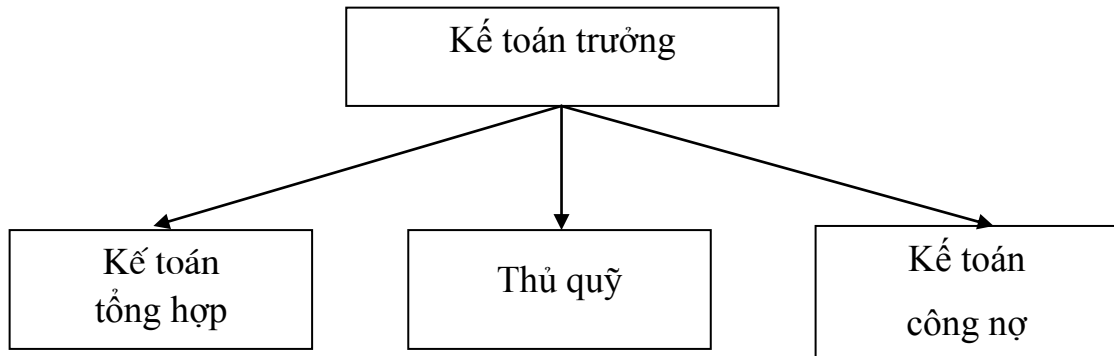 Kế toán trưởng
Kế toán
tổng hợp
Thủ quỹ
Kế toán
công nợ